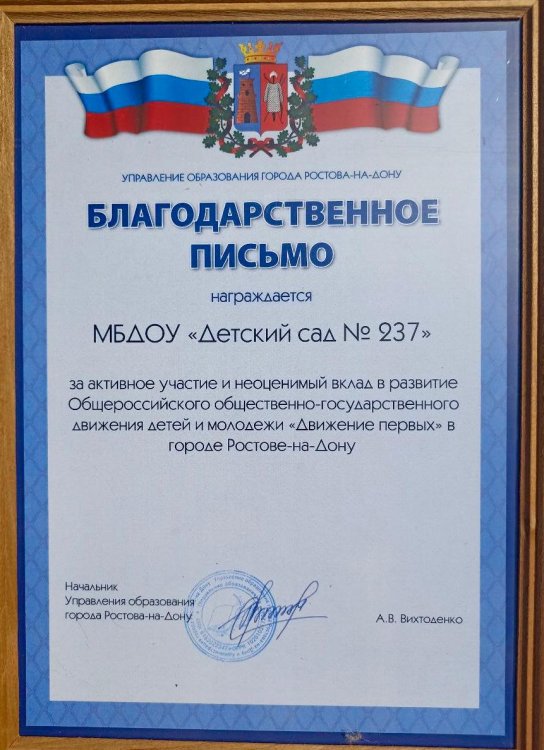 УПРАВЛЕНИЕ ОБРАЗОВАНИЯ ГОРОДА РОСТОВА-НА-ДОНУ
БЛАГОДАРСТВЕННОЕ
ПИСЬМО
награждается
МБДОУ «Детский сад № 237»
за активное участие и неоценимый вклад в развитие
Общероссийского общественно-государственного
движения детей и молодежи «Движение первых» в
городе Ростове-на-Дону
Начальник
Управления образования
города Ростова-на-Дону
А.В. Вихтоденко